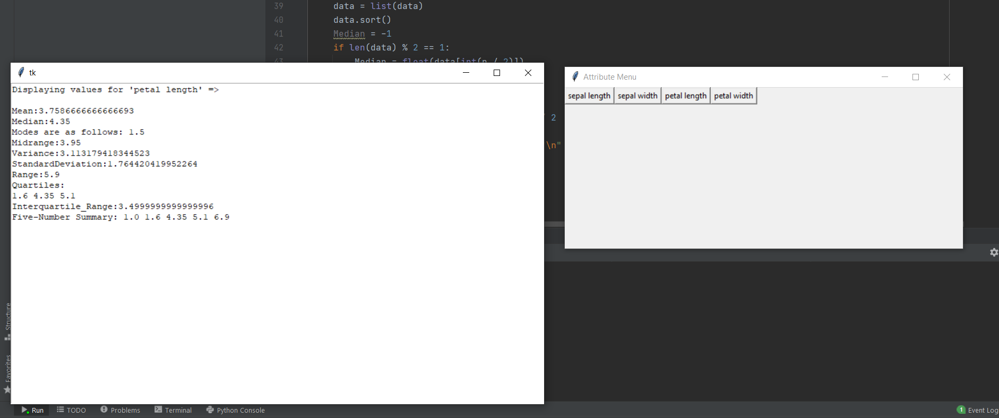 39 data = list(data)
40 data.sort()
41 Median = -1
42 if len(data) % 2 == 1:
43 Median = float(data[int(n / 2)])
tk
Displaying values for 'petal length' =>
Mean:3.7586666666666693
Median:4.35
Modes are as follows: 1.5
Midrange:3.95
Variance:3.113179418344523
StandardDeviation:1.764420419952264
Range:5.9
Quartiles:
1.6 4.35 5.1
Interquartile_Range:3.4999999999999996
Five-Number Summary: 1.0 1.6 4.35 5.1 6.9
Attribute Menu
sepal length sepal width petal length petal width
2
\n"
Structure
Favorites
Run TODO Problems Terminal Python Console 1 Event Log